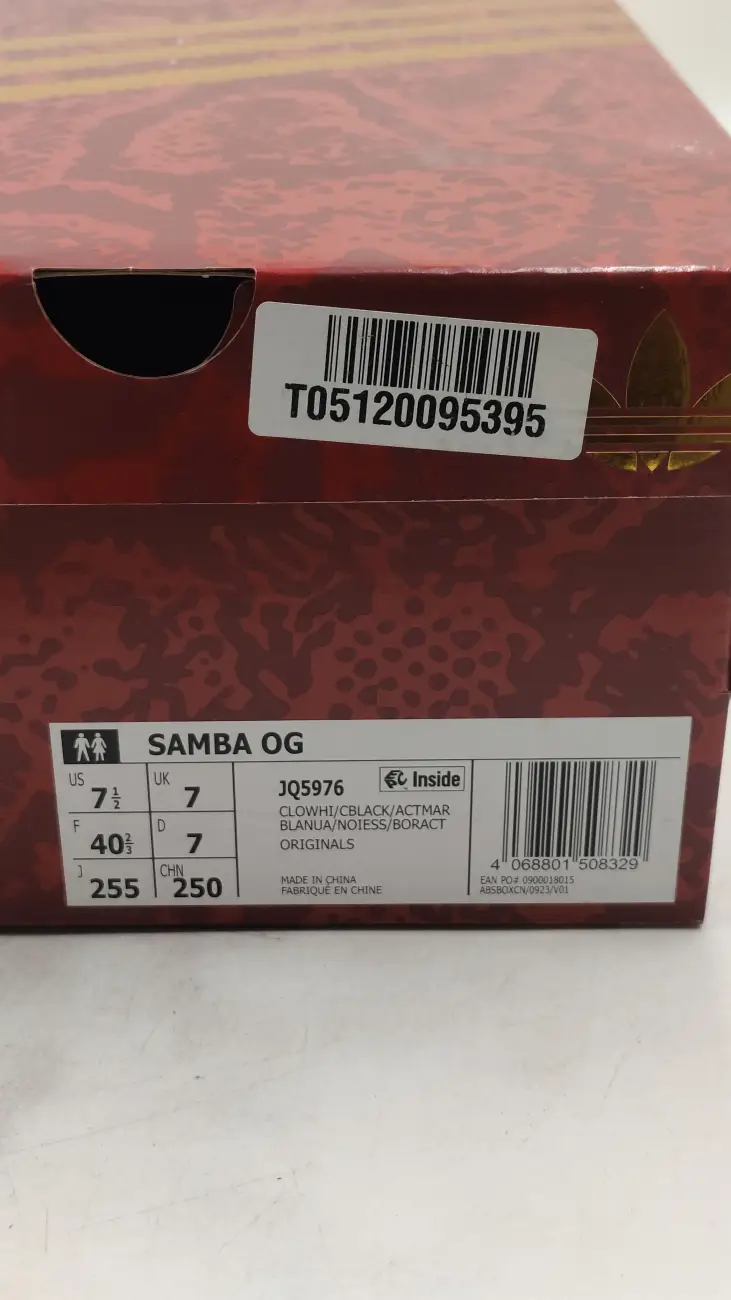 T05120095395
SAMBA OG
US 7½ UK 7
F 40⅔ D 7
J 255 CHN 250
JQ5976 Inside
CLOWHI/CBLACK/ACTMAR
BLANUA/NOIESS/BORACT
ORIGINALS
MADE IN CHINA
FABRIQUÉ EN CHINE
4 068801 508329
EAN PO# 0900018015
ABSBOXCN/0923/V01